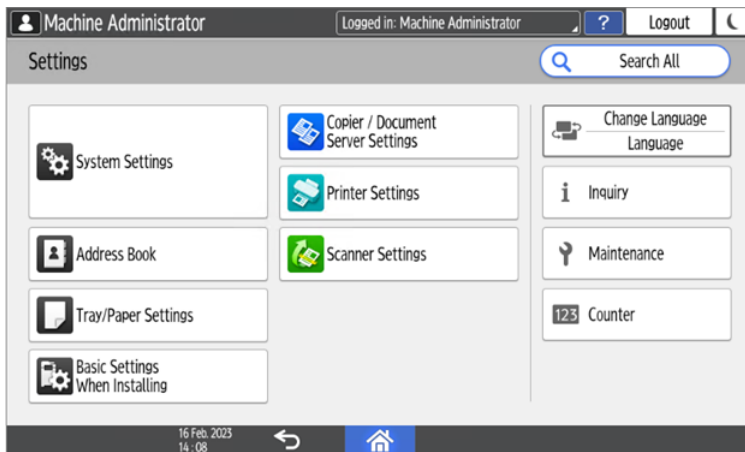 Machine Administrator
Logged in: Machine Administrator
?
Logout
Settings
Search All
System Settings
Address Book
Tray/Paper Settings
Basic Settings
When Installing
Copier / Document
Server Settings
Printer Settings
Scanner Settings
Change Language
Language
i Inquiry
Maintenance
123 Counter
16 Feb. 2023
14 : 08